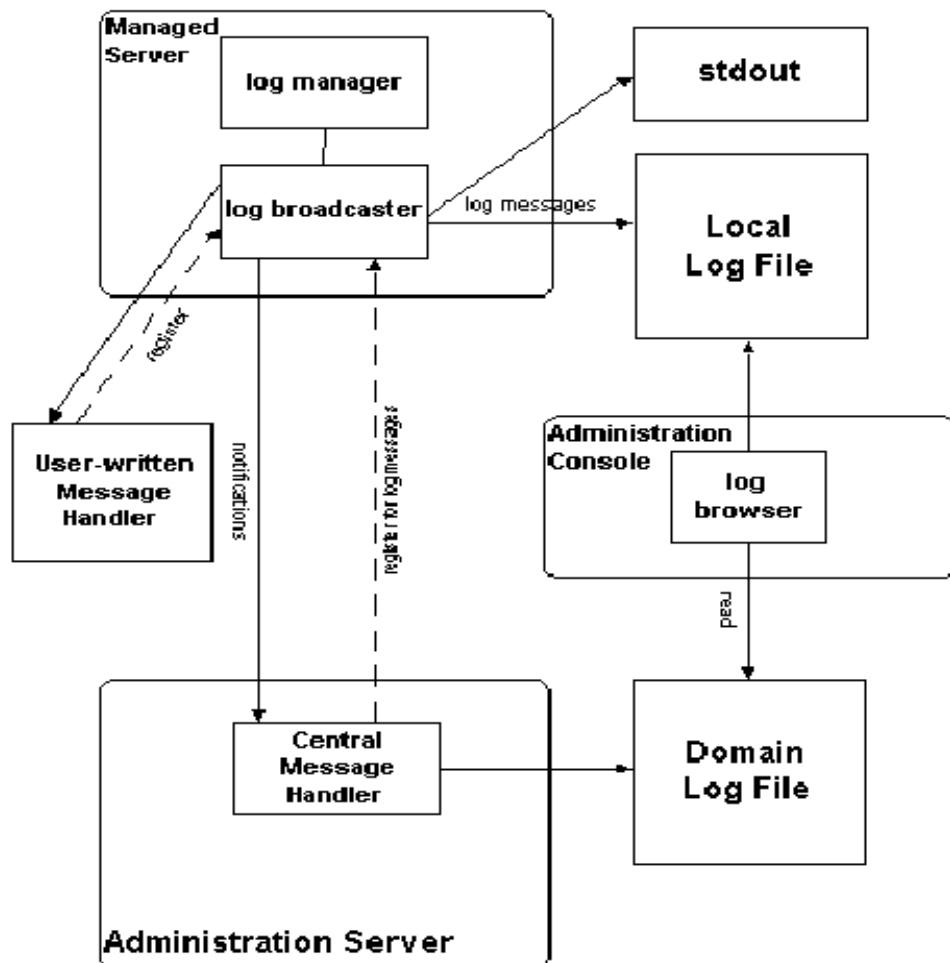 Managed
Server
log manager
stdout
log broadcaster
log messages
Local
Log File
register
User-written
Message
Handler
notifications
register for log messages
Administration
Console
log
browser
read
Central
Message
Handler
Domain
Log File
Administration Server